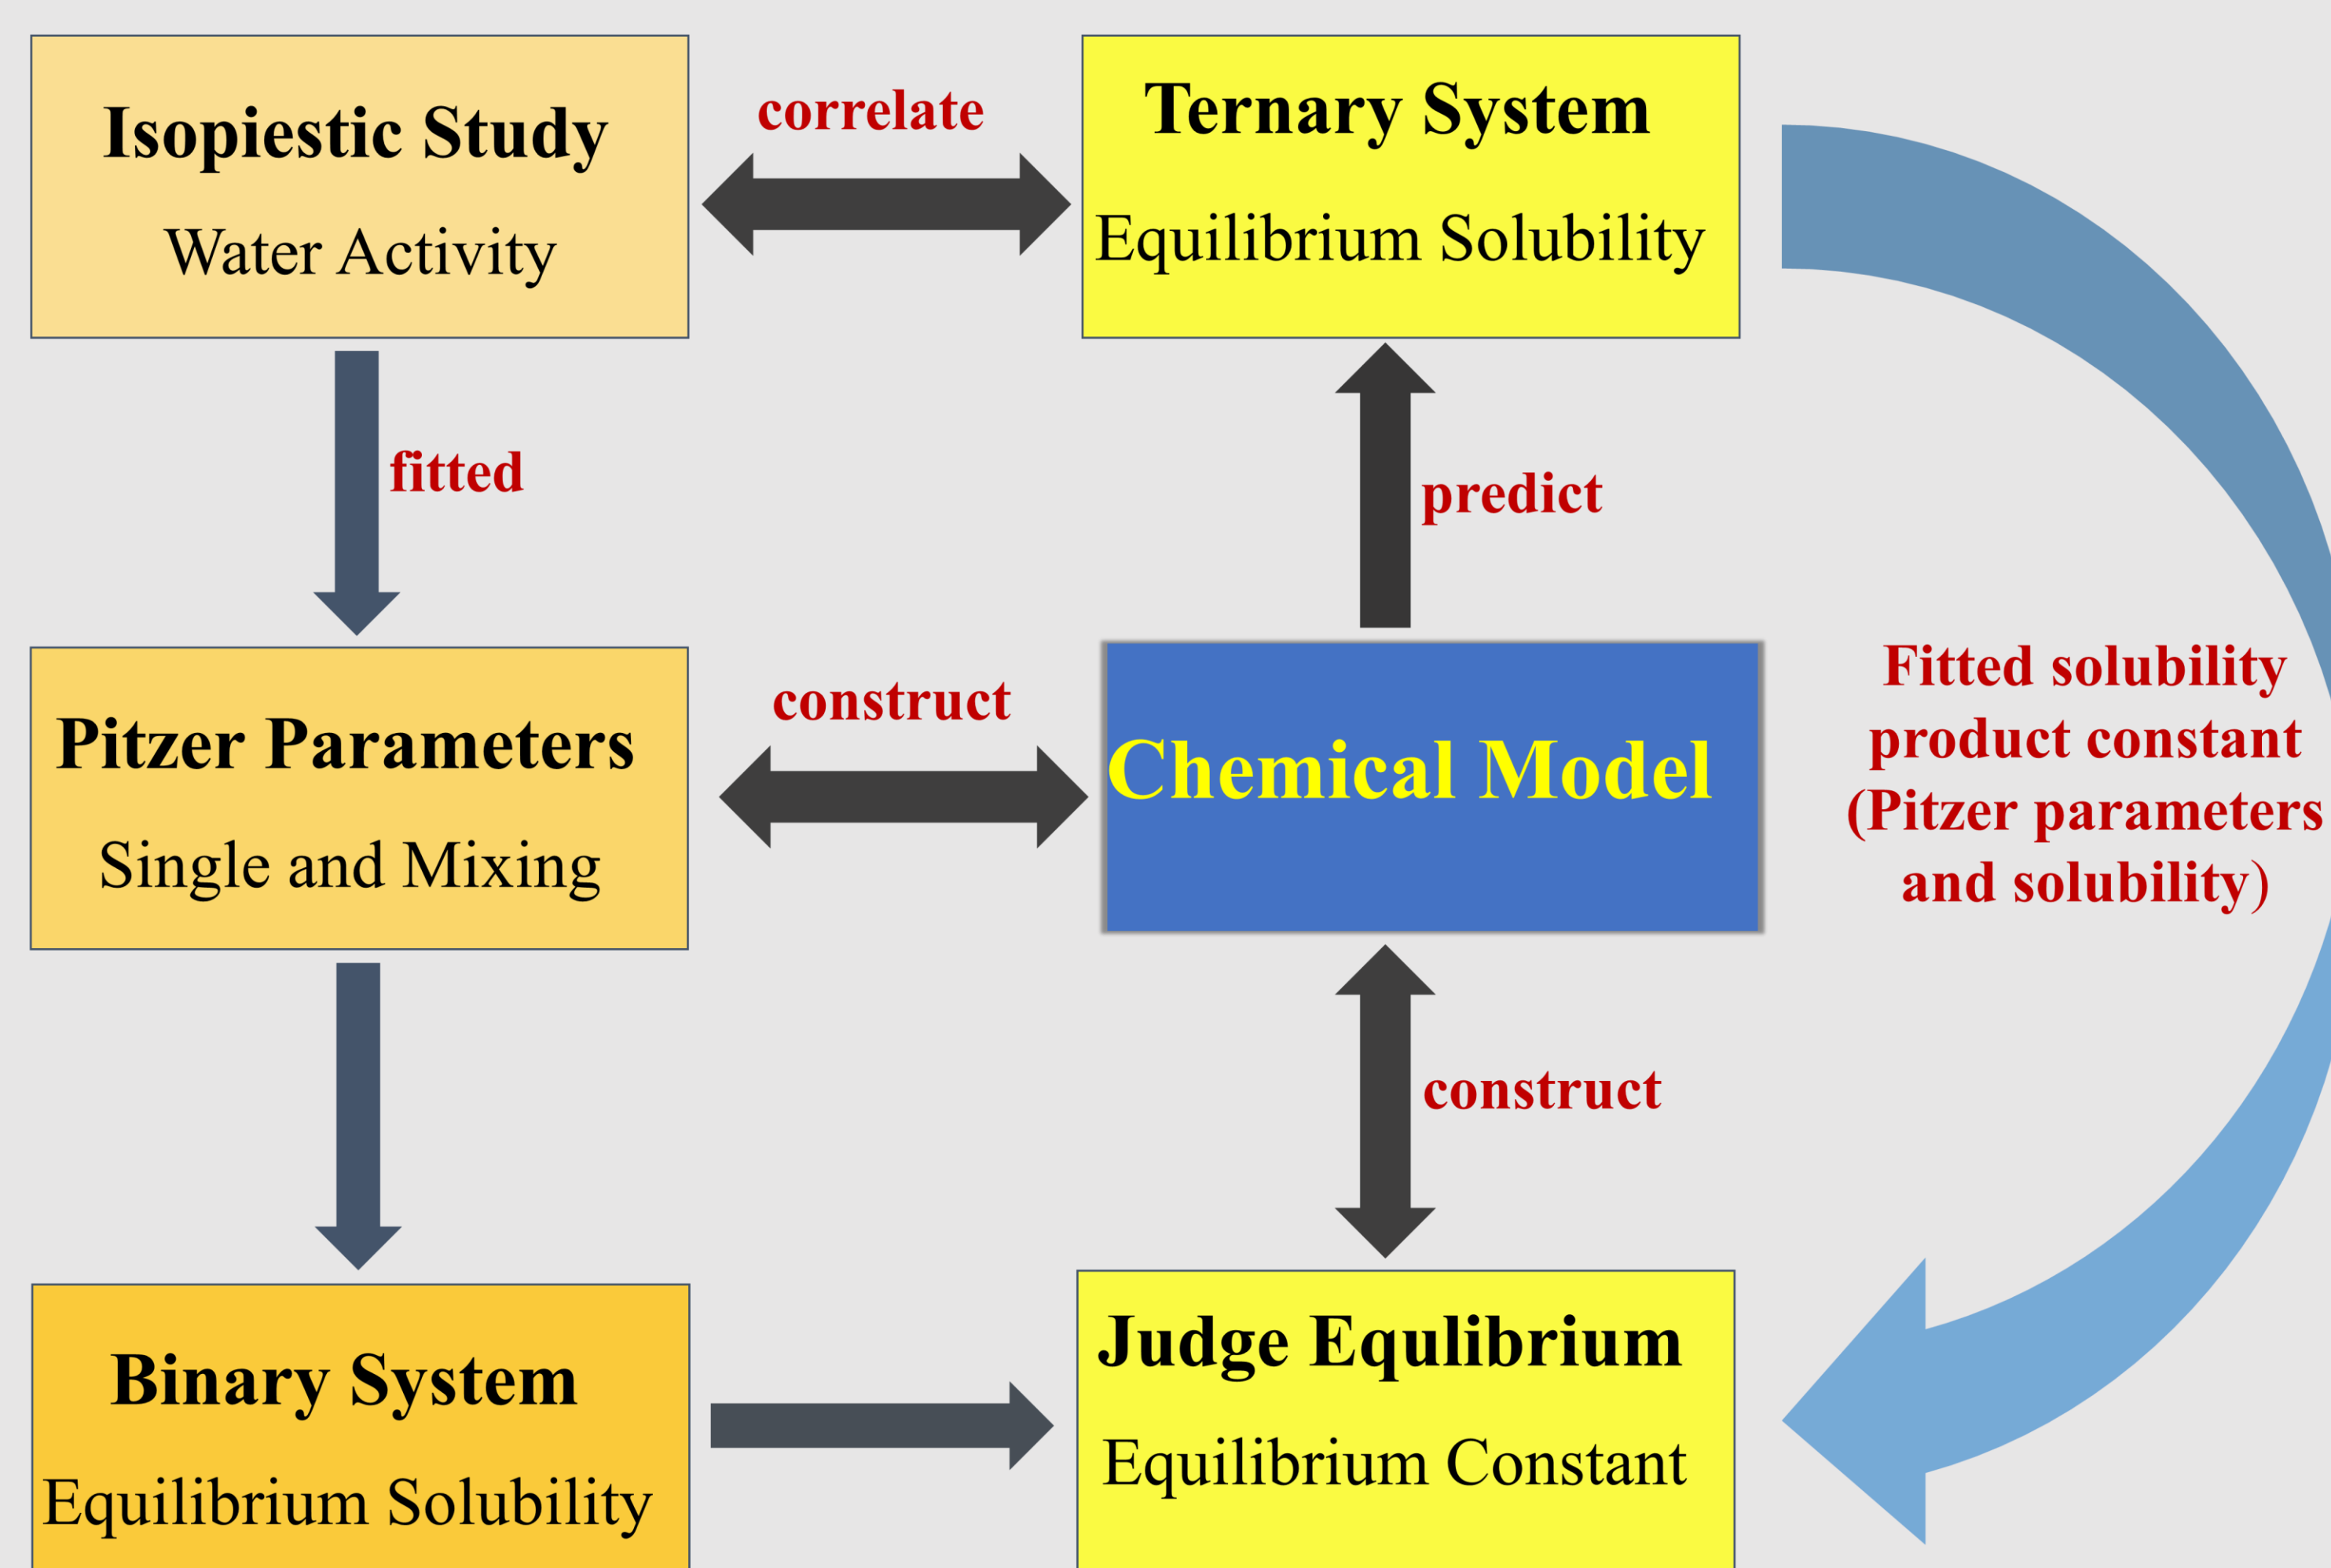 Isopiestic Study
Water Activity
correlate
Ternary System
Equilibrium Solubility
fitted
predict
Pitzer Parameters
Single and Mixing
construct
Chemical Model
Fitted solubility
product constant
(Pitzer parameters
and solubility)
construct
Binary System
Equilibrium Solubility
Judge Equlibrium
Equilibrium Constant